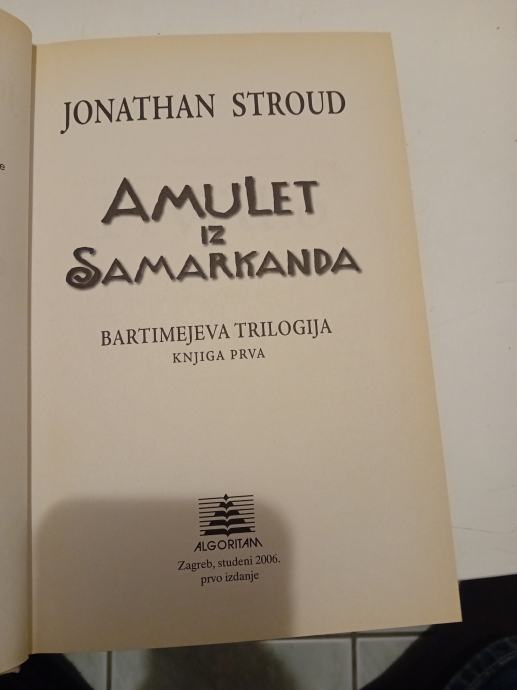 JONATHAN STROUD
AMULET
IZ
SAMARKANDA
BARTIMEJEVA TRILOGIJA
KNJIGA PRVA
ALGORITAM
Zagreb, studeni 2006.
prvo izdanje
e